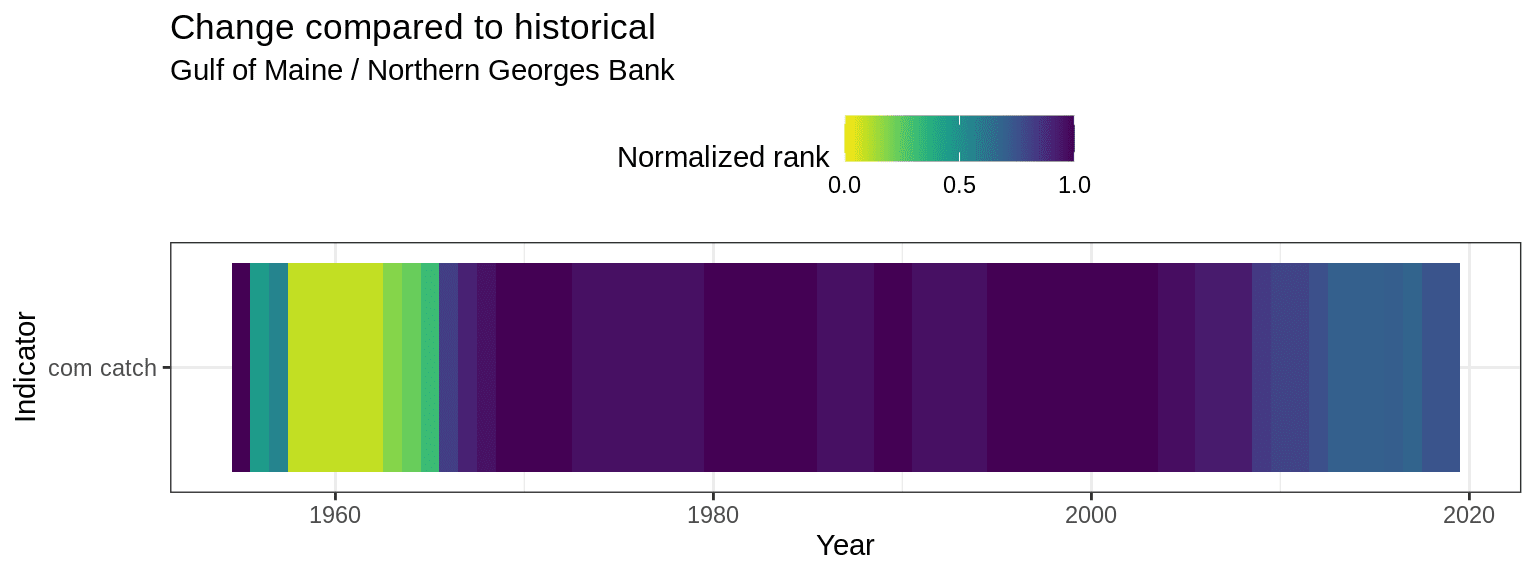 Change compared to historical
Gulf of Maine / Northern Georges Bank
Normalized rank
0.0 0.5 1.0
Indicator
com catch
1960 1980 2000 2020
Year